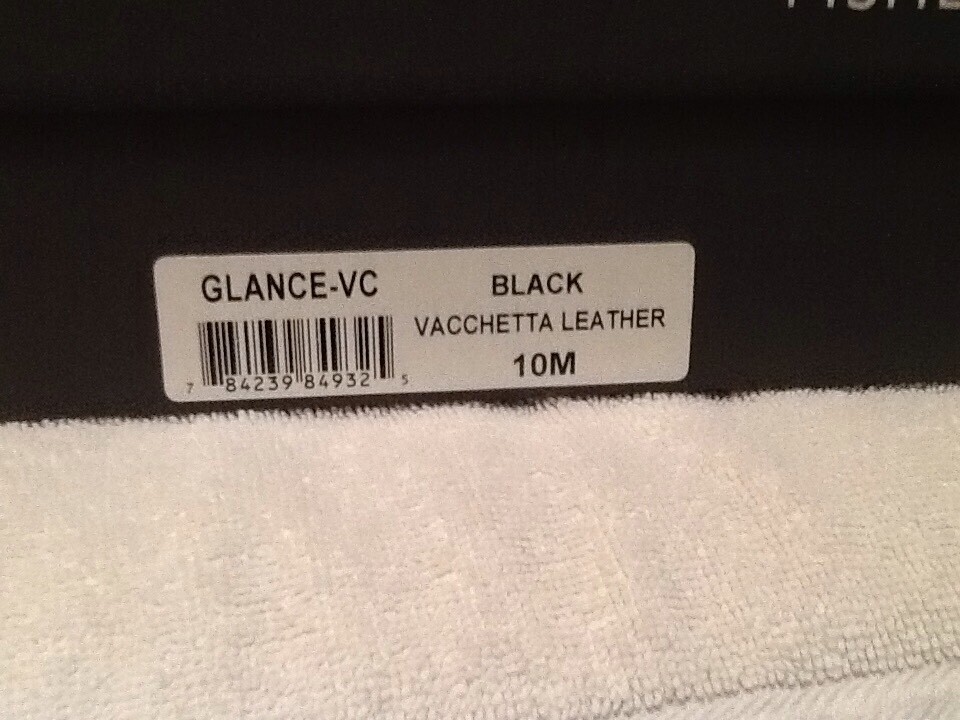 GLANCE-VC
7 84239 84932 5
BLACK
VACCHETTA LEATHER
10M